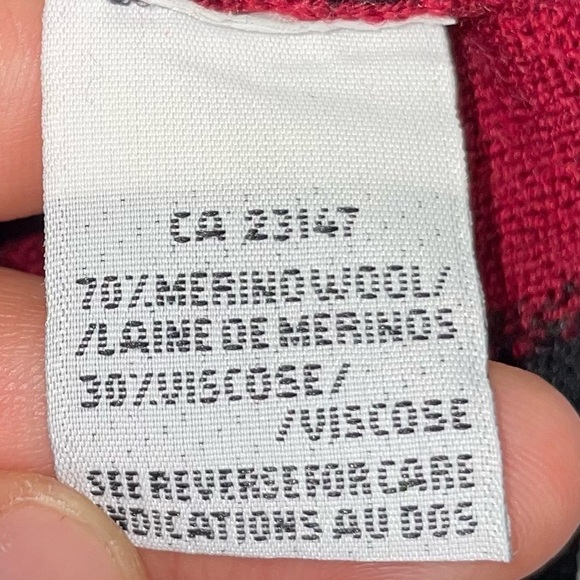 CA 23147
70% MERINO WOOL/
/LAINE DE MERINOS
30% VISCOSE/
/VISCOSE
SEE REVERSE FOR CARE
INDICATIONS AU DOS